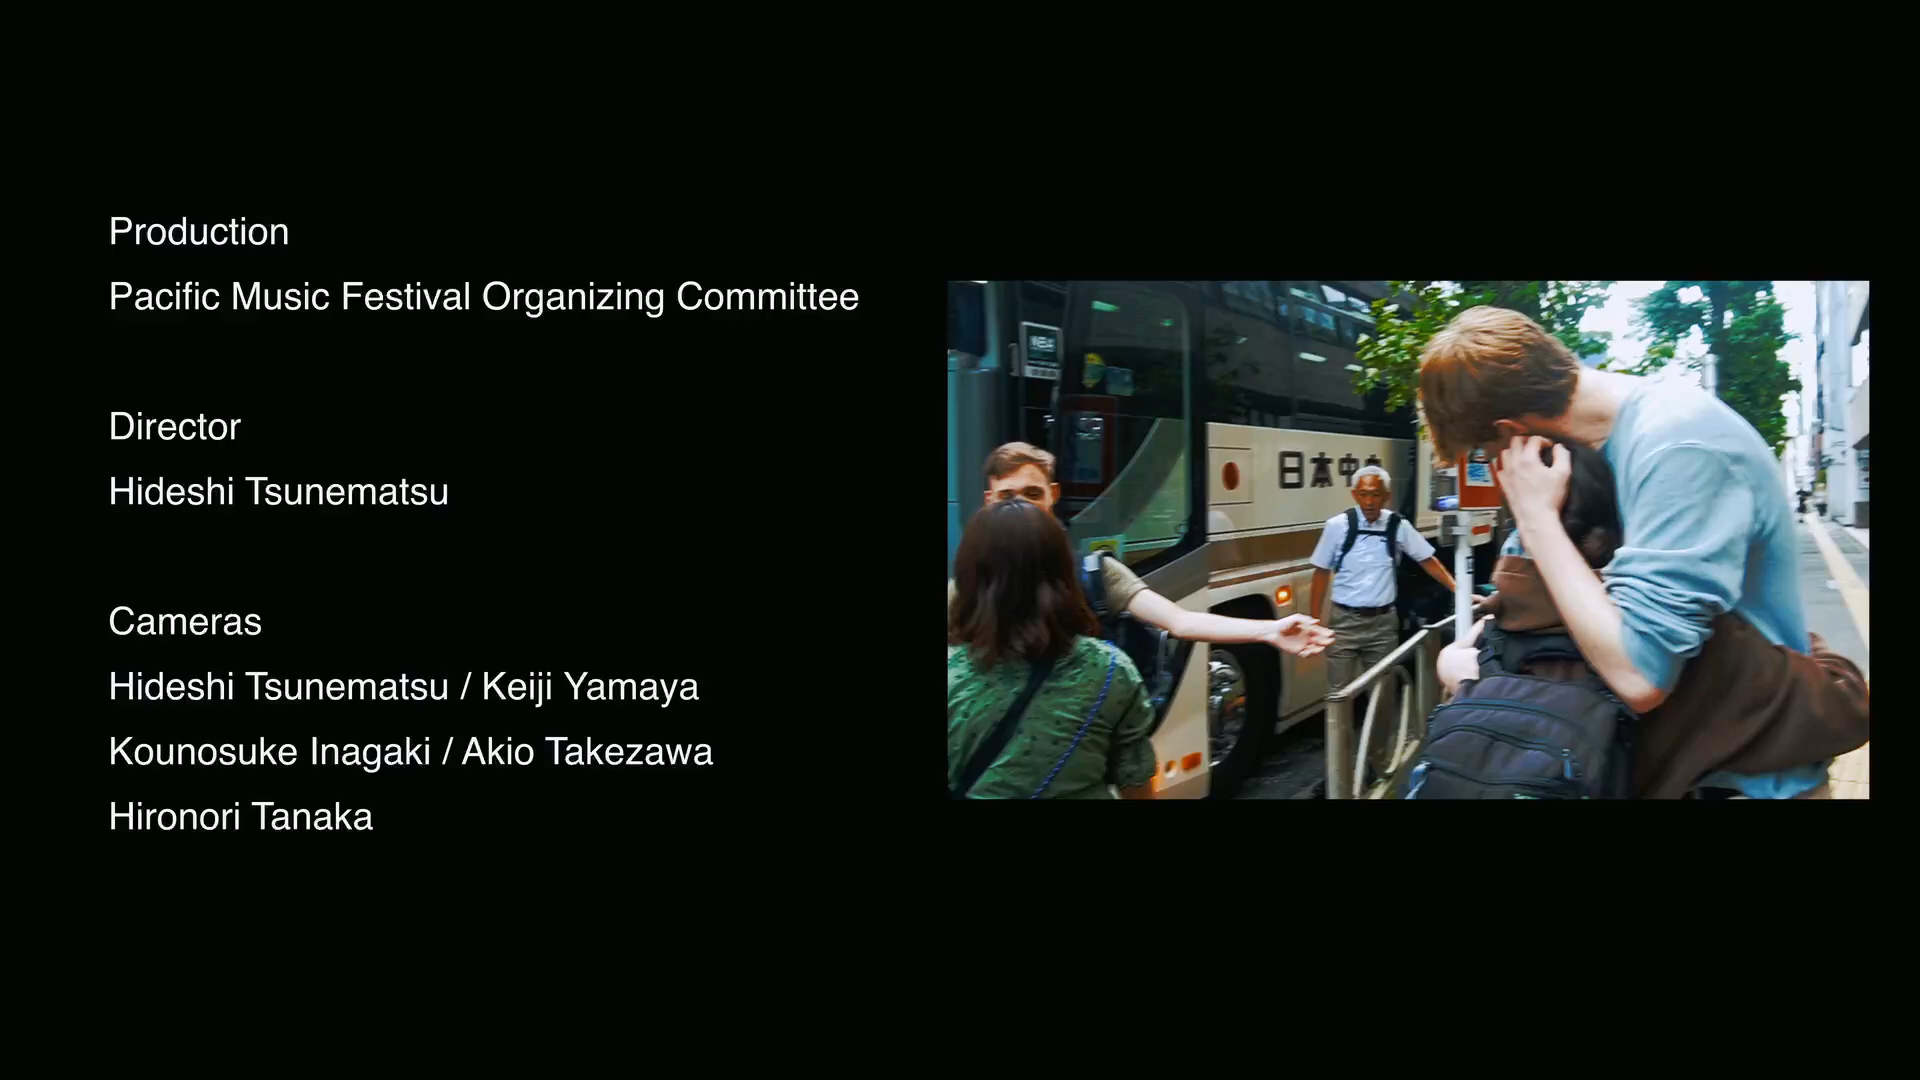 Production
Pacific Music Festival Organizing Committee
Director
Hideshi Tsunematsu
Cameras
Hideshi Tsunematsu / Keiji Yamaya
Kounosuke Inagaki / Akio Takezawa
Hironori Tanaka
日本中